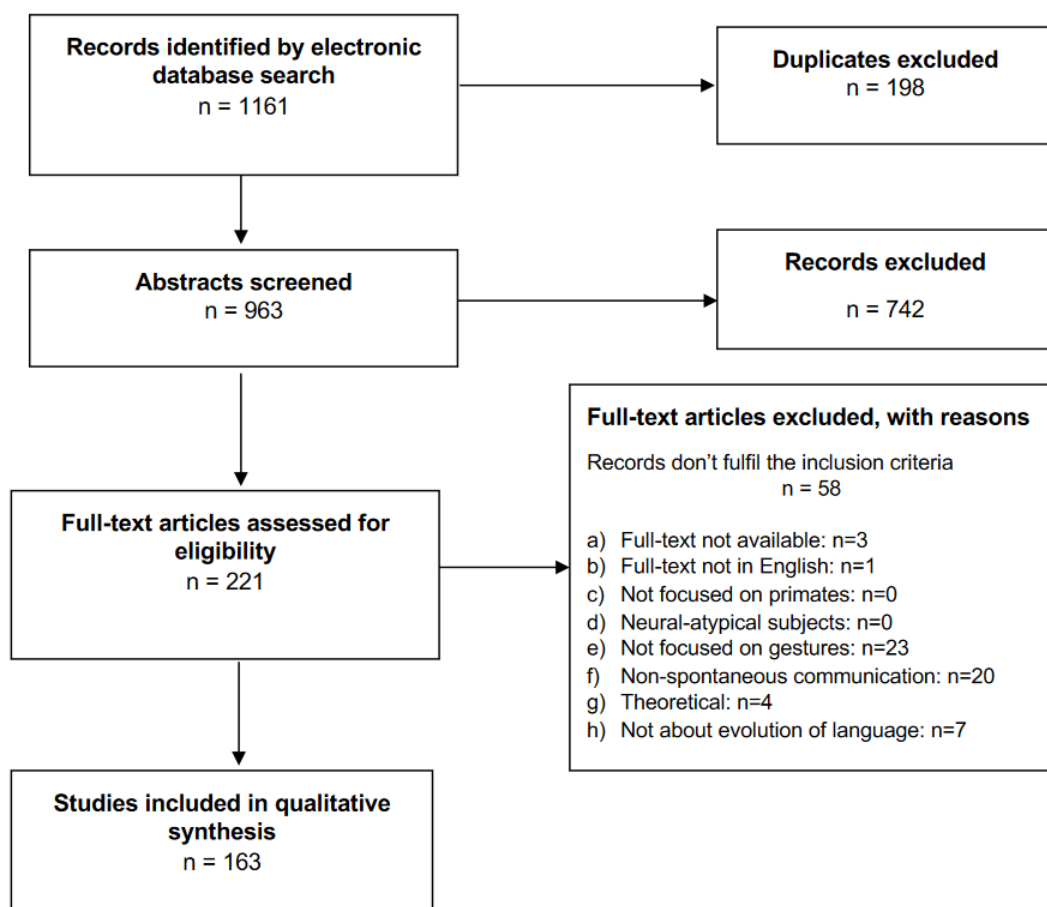 Records identified by electronic
database search
n = 1161
Duplicates excluded
n = 198
Abstracts screened
n = 963
Records excluded
n = 742
Full-text articles assessed for
eligibility
n = 221
Full-text articles excluded, with reasons
Records don’t fulfil the inclusion criteria
n = 58
a) Full-text not available: n=3
b) Full-text not in English: n=1
c) Not focused on primates: n=0
d) Neural-atypical subjects: n=0
e) Not focused on gestures: n=23
f) Non-spontaneous communication: n=20
g) Theoretical: n=4
h) Not about evolution of language: n=7
Studies included in qualitative
synthesis
n = 163